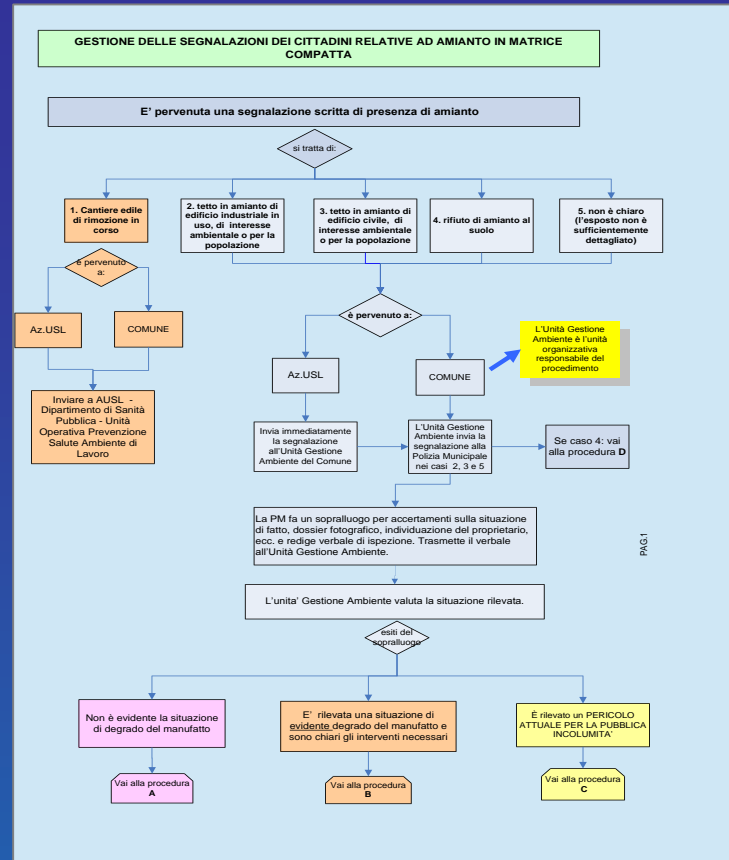 GESTIONE DELLE SEGNALAZIONI DEI CITTADINI RELATIVE AD AMIANTO IN MATRICE
COMPATTA
E' pervenuta una segnalazione scritta di presenza di amianto
si tratta di:
1. Cantiere edile
di rimozione in
corso
2. tetto in amianto di
edificio industriale in
uso, di interesse
ambientale o per la
popolazione
3. tetto in amianto di
edificio civile, di
interesse ambientale
o per la popolazione
4. rifiuto di amianto al
suolo
5. non è chiaro
(l'esposto non è
sufficientemente
dettagliato)
è pervenuto
a:
Az.USL
COMUNE
Inviare a AUSL -
Dipartimento di Sanità
Pubblica - Unità
Operativa Prevenzione
Salute Ambiente di
Lavoro
è pervenuto a:
Az.USL
COMUNE
L'Unità Gestione
Ambiente è l'unità
organizzativa
responsabile del
procedimento
Invia immediatamente
la segnalazione
all'Unità Gestione
Ambiente del Comune
L'Unità Gestione
Ambiente invia la
segnalazione alla
Polizia Municipale
nei casi 2, 3 e 5
Se caso 4: vai
alla procedura D
La PM fa un sopralluogo per accertamenti sulla situazione
di fatto, dossier fotografico, individuazione del proprietario,
ecc. e redige verbale di ispezione. Trasmette il verbale
all'Unità Gestione Ambiente.
PAG.1
L'unita' Gestione Ambiente valuta la situazione rilevata.
esiti del
sopralluogo
Non è evidente la situazione
di degrado del manufatto
E' rilevata una situazione di
evidente degrado del manufatto e
sono chiari gli interventi necessari
È rilevato un PERICOLO
ATTUALE PER LA PUBBLICA
INCOLUMITA'
Vai alla procedura
A
Vai alla procedura
B
Vai alla procedura
C